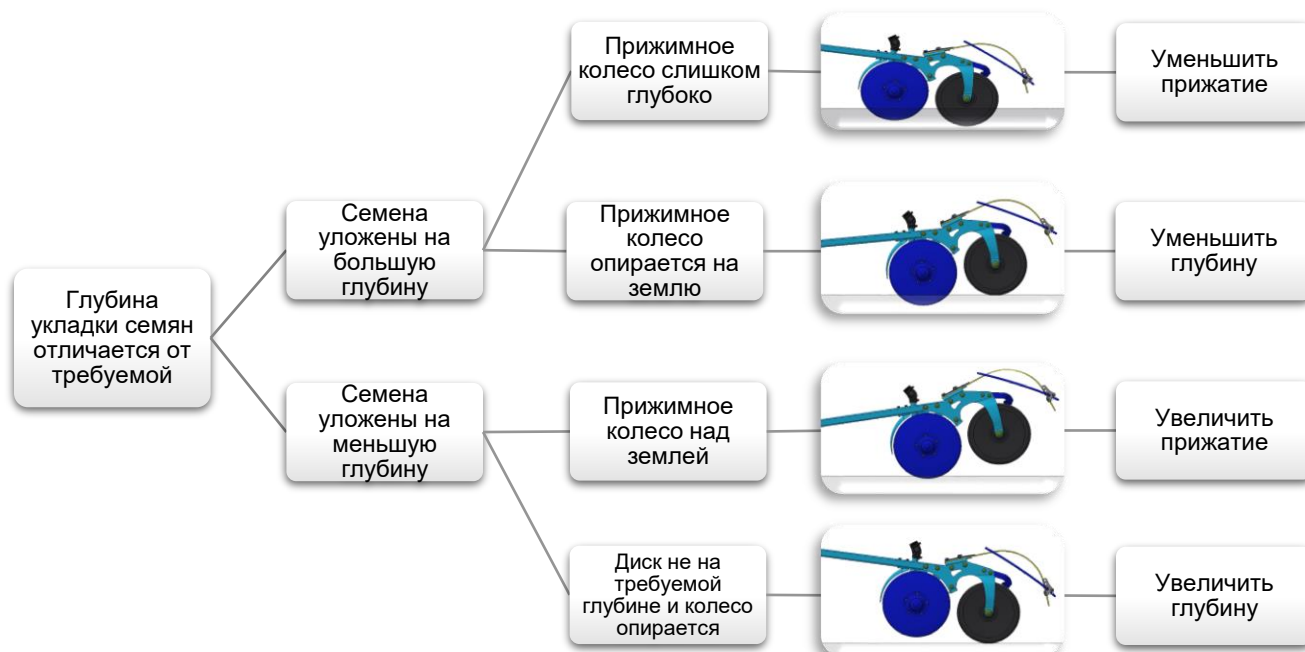 Глубина
укладки семян
отличается от
требуемой
Семена
уложены на
большую
глубину
Прижимное
колесо слишком
глубоко
Уменьшить
прижатие
Прижимное
колесо
опирается на
землю
Уменьшить
глубину
Семена
уложены на
меньшую
глубину
Прижимное
колесо над
землей
Увеличить
прижатие
Диск не на
требуемой
глубине и колесо
опирается
Увеличить
глубину